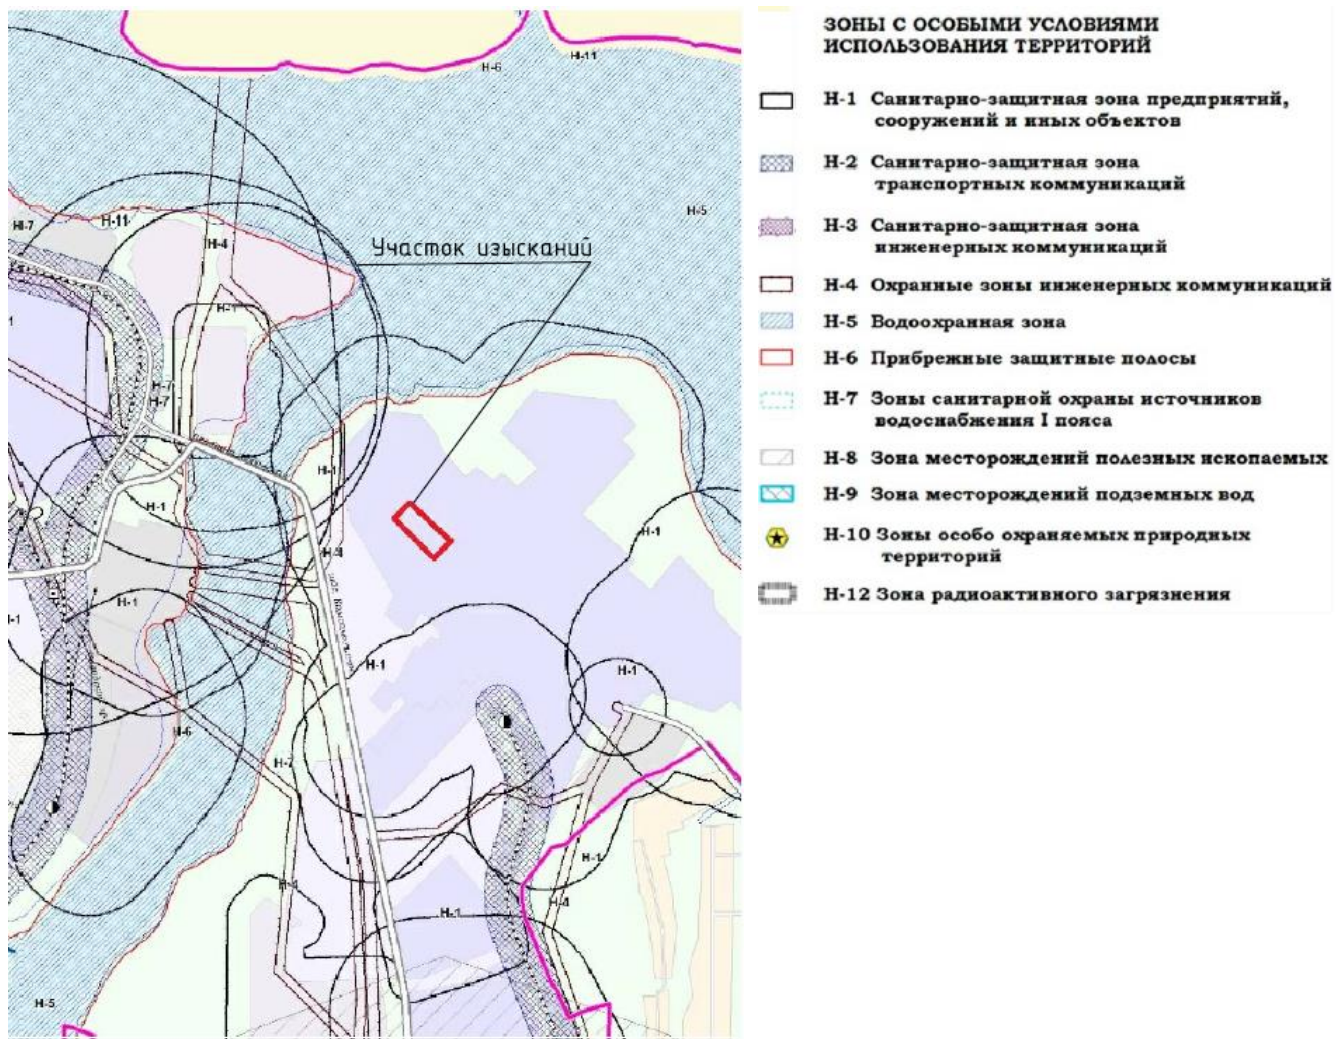 Н-6
Н-11
Н-5
Н-7
Н-11
Н-4
Участок изысканий
Н-1
Н-7
Н-7
Н-1
Н-1
Н-1
Н-1
Н-1
Н-1
Н-6
Н-1
Н-4
Н-1
Н-5
ЗОНЫ С ОСОБЫМИ УСЛОВИЯМИ
ИСПОЛЬЗОВАНИЯ ТЕРРИТОРИЙ
Н-1 Санитарно-защитная зона предприятий,
сооружений и иных объектов
Н-2 Санитарно-защитная зона
транспортных коммуникаций
Н-3 Санитарно-защитная зона
инженерных коммуникаций
Н-4 Охранные зоны инженерных коммуникаций
Н-5 Водоохранная зона
Н-6 Прибрежные защитные полосы
Н-7 Зоны санитарной охраны источников
водоснабжения I пояса
Н-8 Зона месторождений полезных ископаемых
Н-9 Зона месторождений подземных вод
Н-10 Зоны особо охраняемых природных
территорий
Н-12 Зона радиоактивного загрязнения